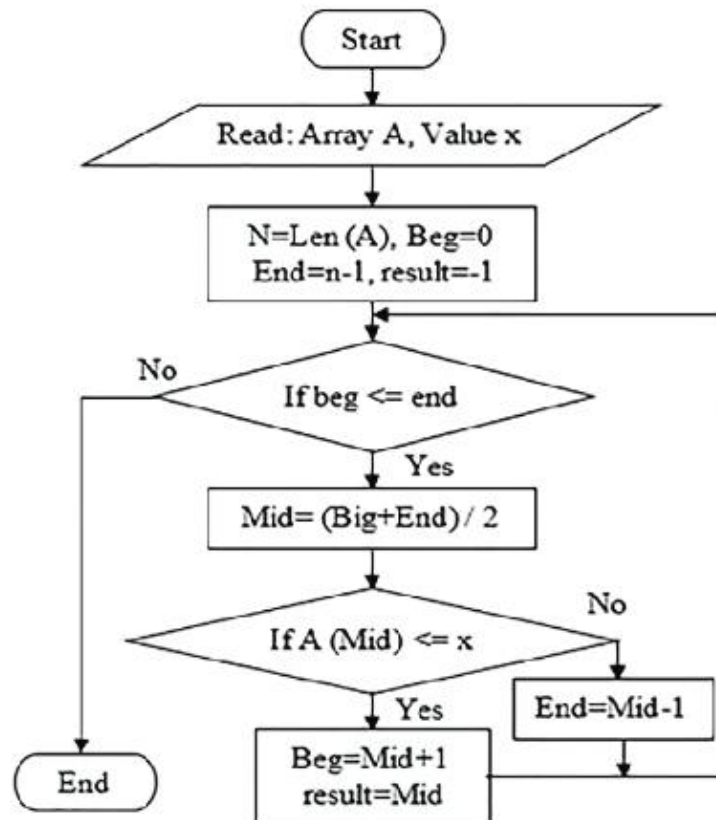 Start
Read: Array A, Value x
N=Len (A), Beg=0
End=n-1, result=-1
No
If beg <= end
Yes
Mid= (Big+End) / 2
No
If A (Mid) <= x
Yes
End=Mid-1
Beg=Mid+1
result=Mid
End